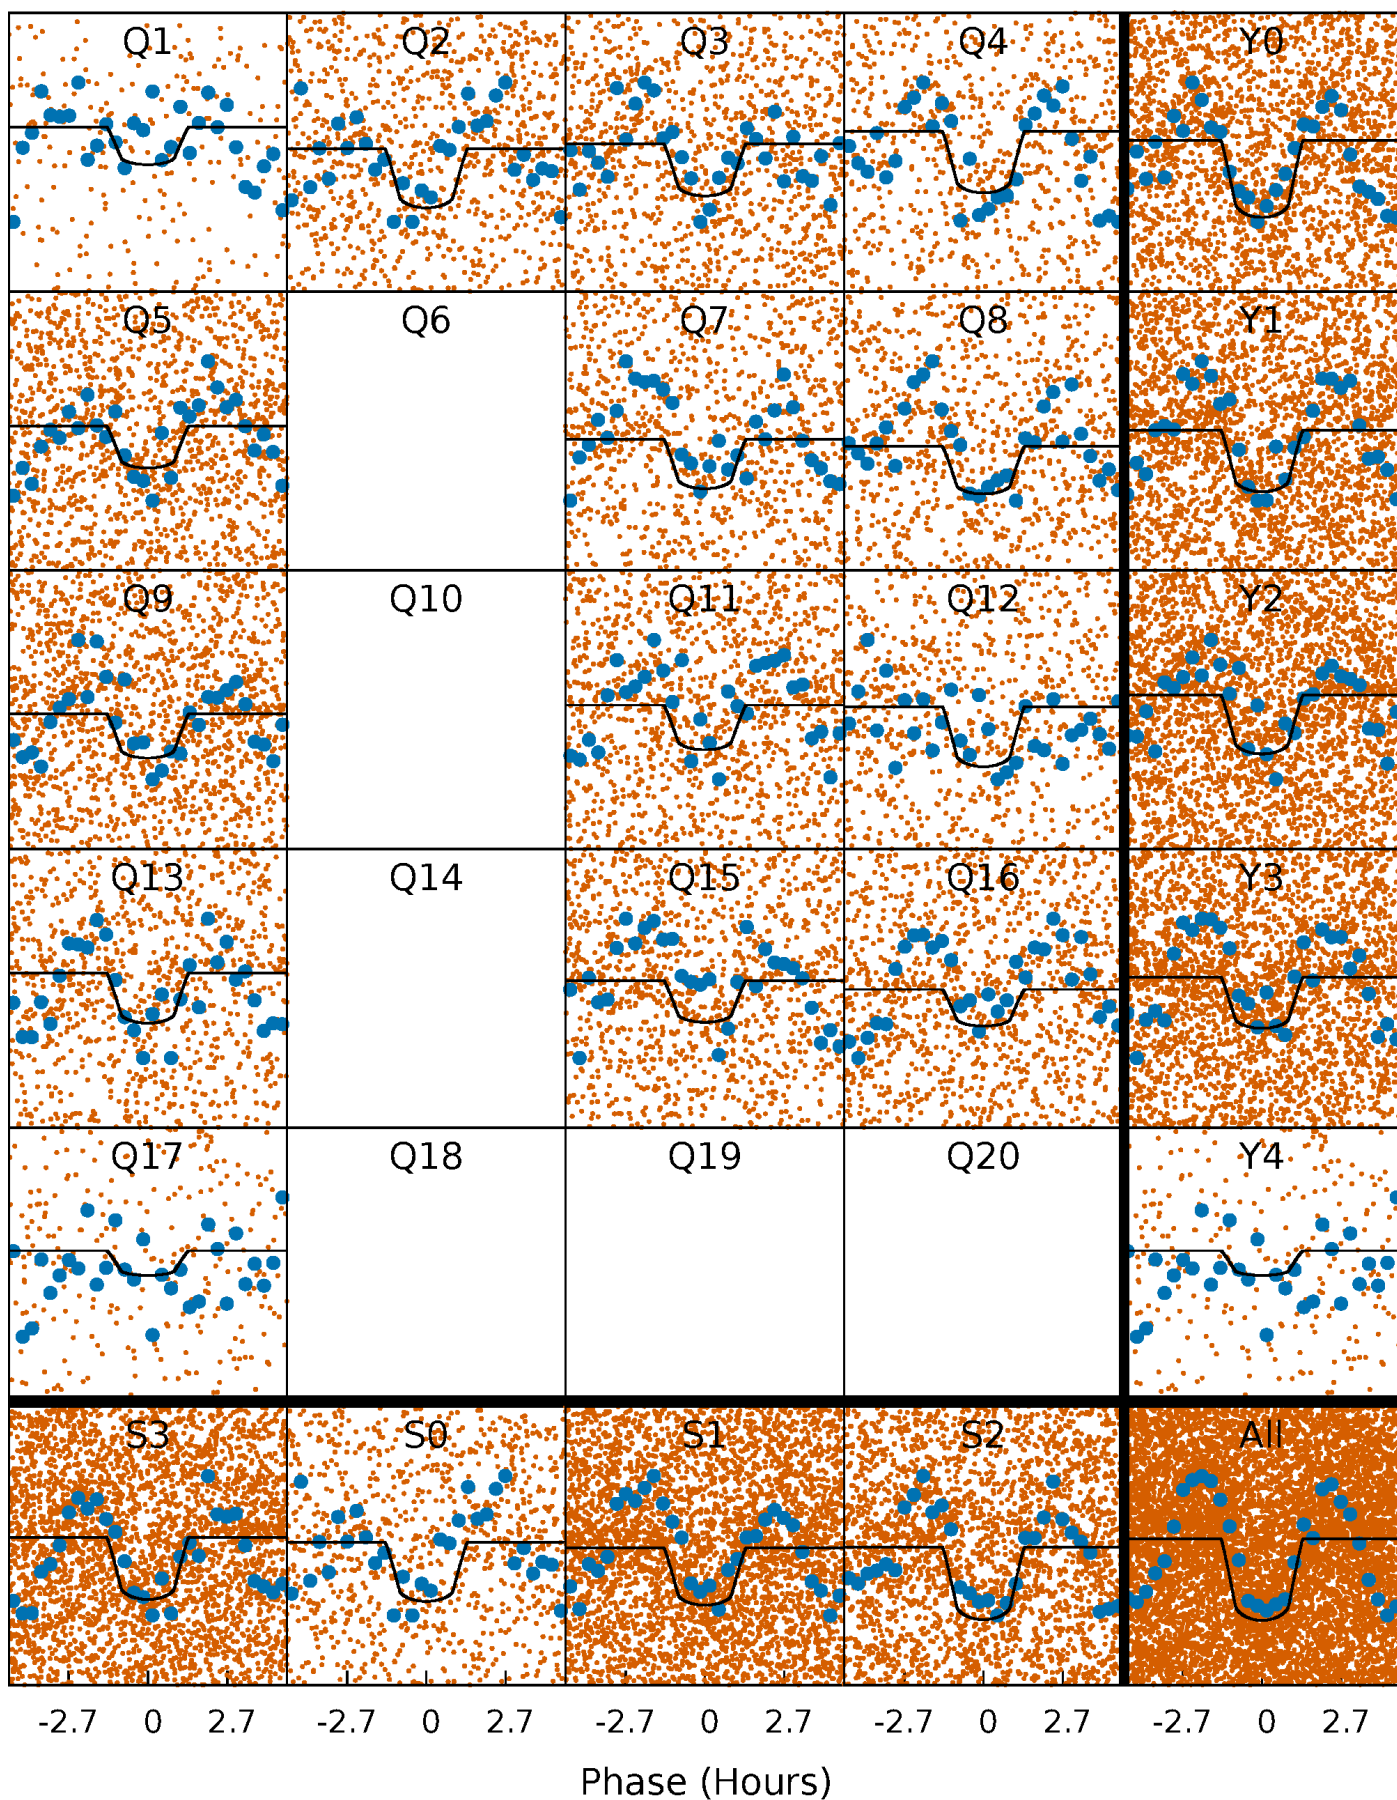 Q1 Q2 Q3 Q4 Y0
Q5 Q6 Q7 Q8 Y1
Q9 Q10 Q11 Q12 Y2
Q13 Q14 Q15 Q16 Y3
Q17 Q18 Q19 Q20 Y4
S3 S0 S1 S2 All
-2.7 0 2.7 -2.7 0 2.7 -2.7 0 2.7 -2.7 0 2.7 -2.7 0 2.7
Phase (Hours)